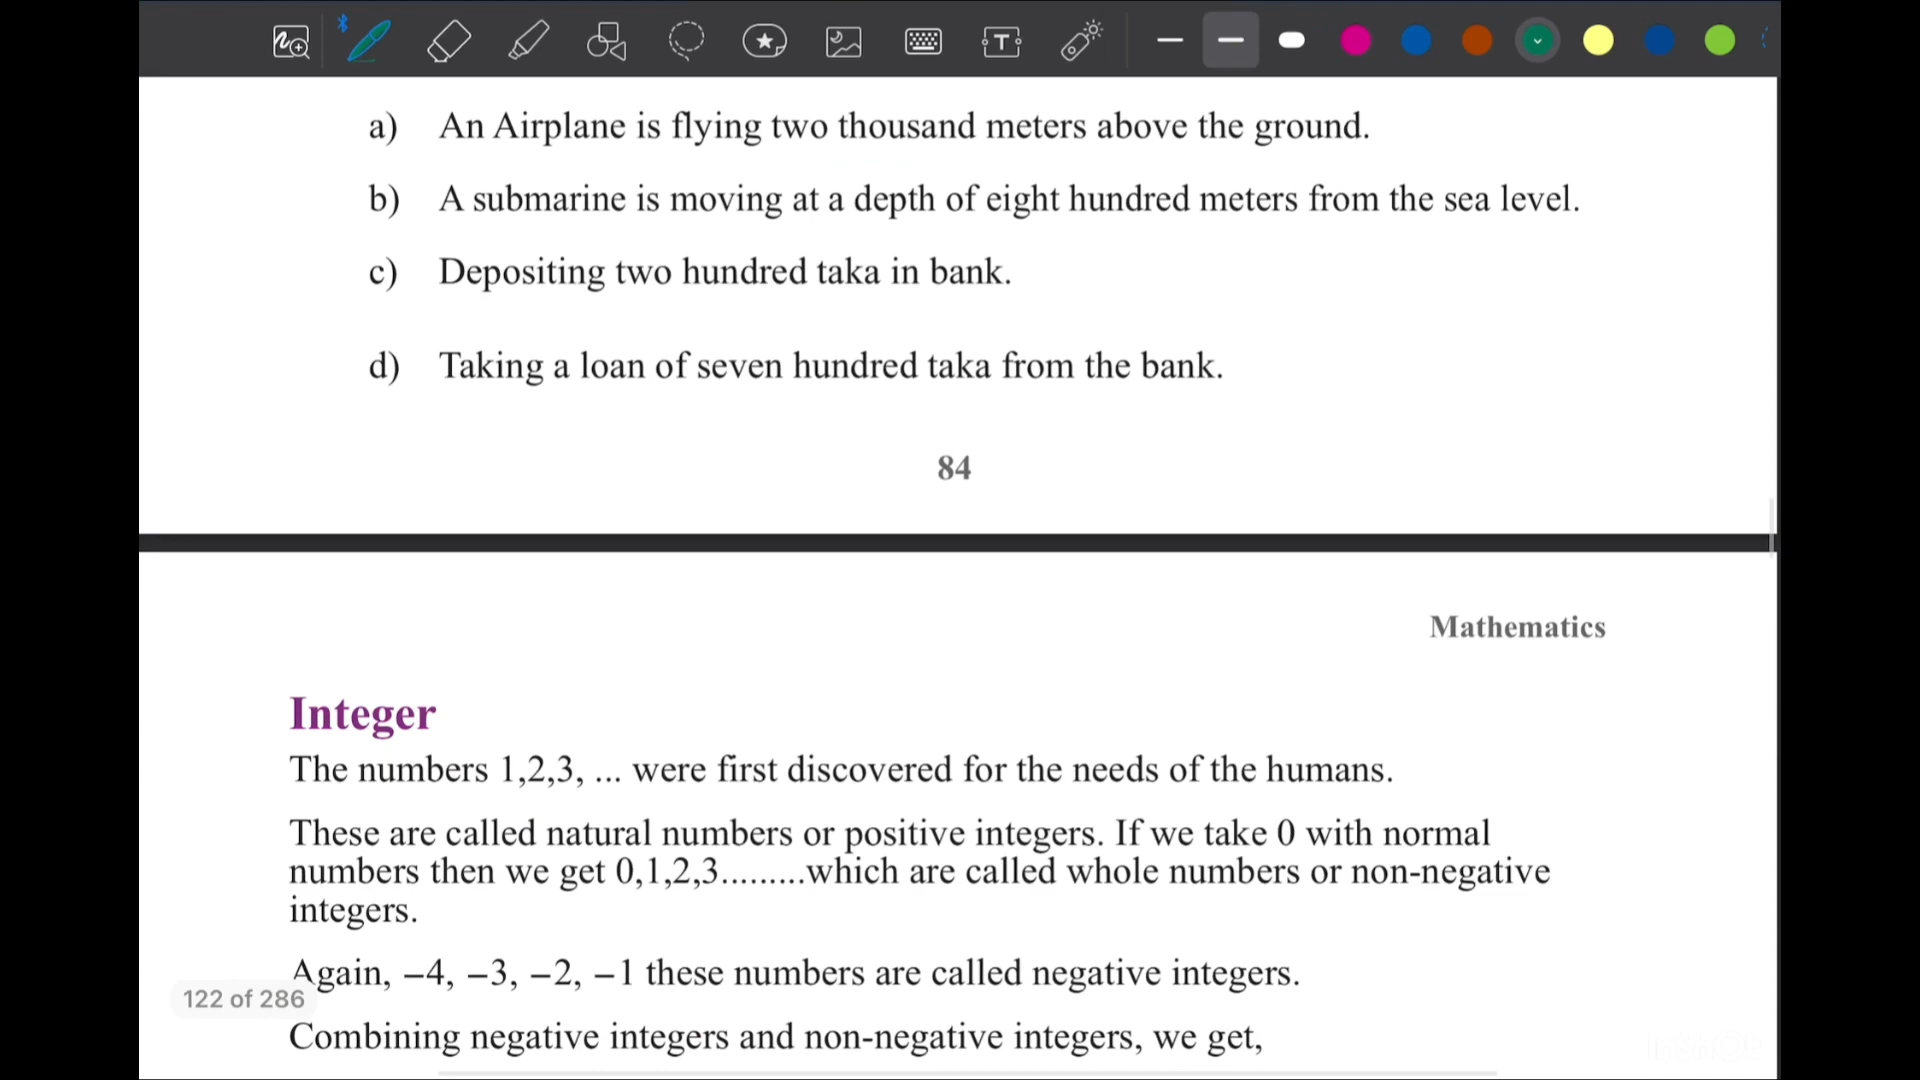 a) An Airplane is flying two thousand meters above the ground.
b) A submarine is moving at a depth of eight hundred meters from the sea level.
c) Depositing two hundred taka in bank.
d) Taking a loan of seven hundred taka from the bank.
84
Mathematics
Integer
The numbers 1,2,3, ... were first discovered for the needs of the humans.
These are called natural numbers or positive integers. If we take 0 with normal
numbers then we get 0,1,2,3.........which are called whole numbers or non-negative
integers.
Again, −4, −3, −2, −1 these numbers are called negative integers.
122 of 286
Combining negative integers and non-negative integers, we get,